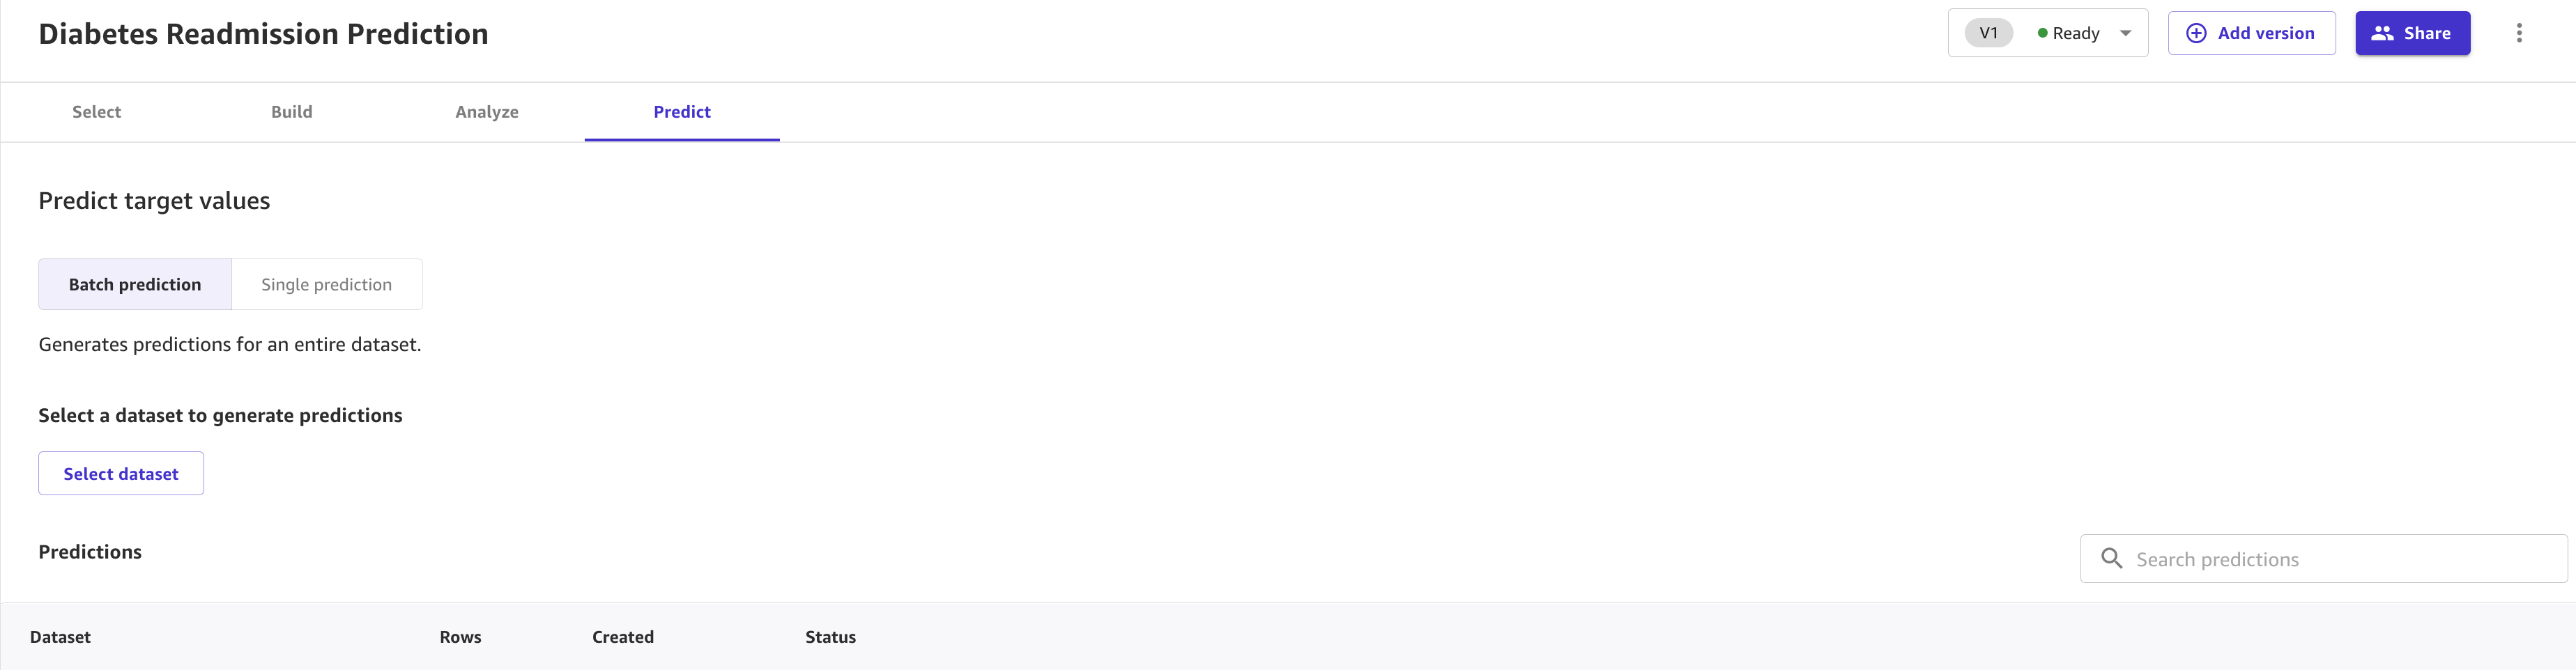 Diabetes Readmission Prediction
V1 Ready Add version Share
Select Build Analyze Predict
Predict target values
Batch prediction Single prediction
Generates predictions for an entire dataset.
Select a dataset to generate predictions
Select dataset
Predictions
Search predictions
Dataset Rows Created Status